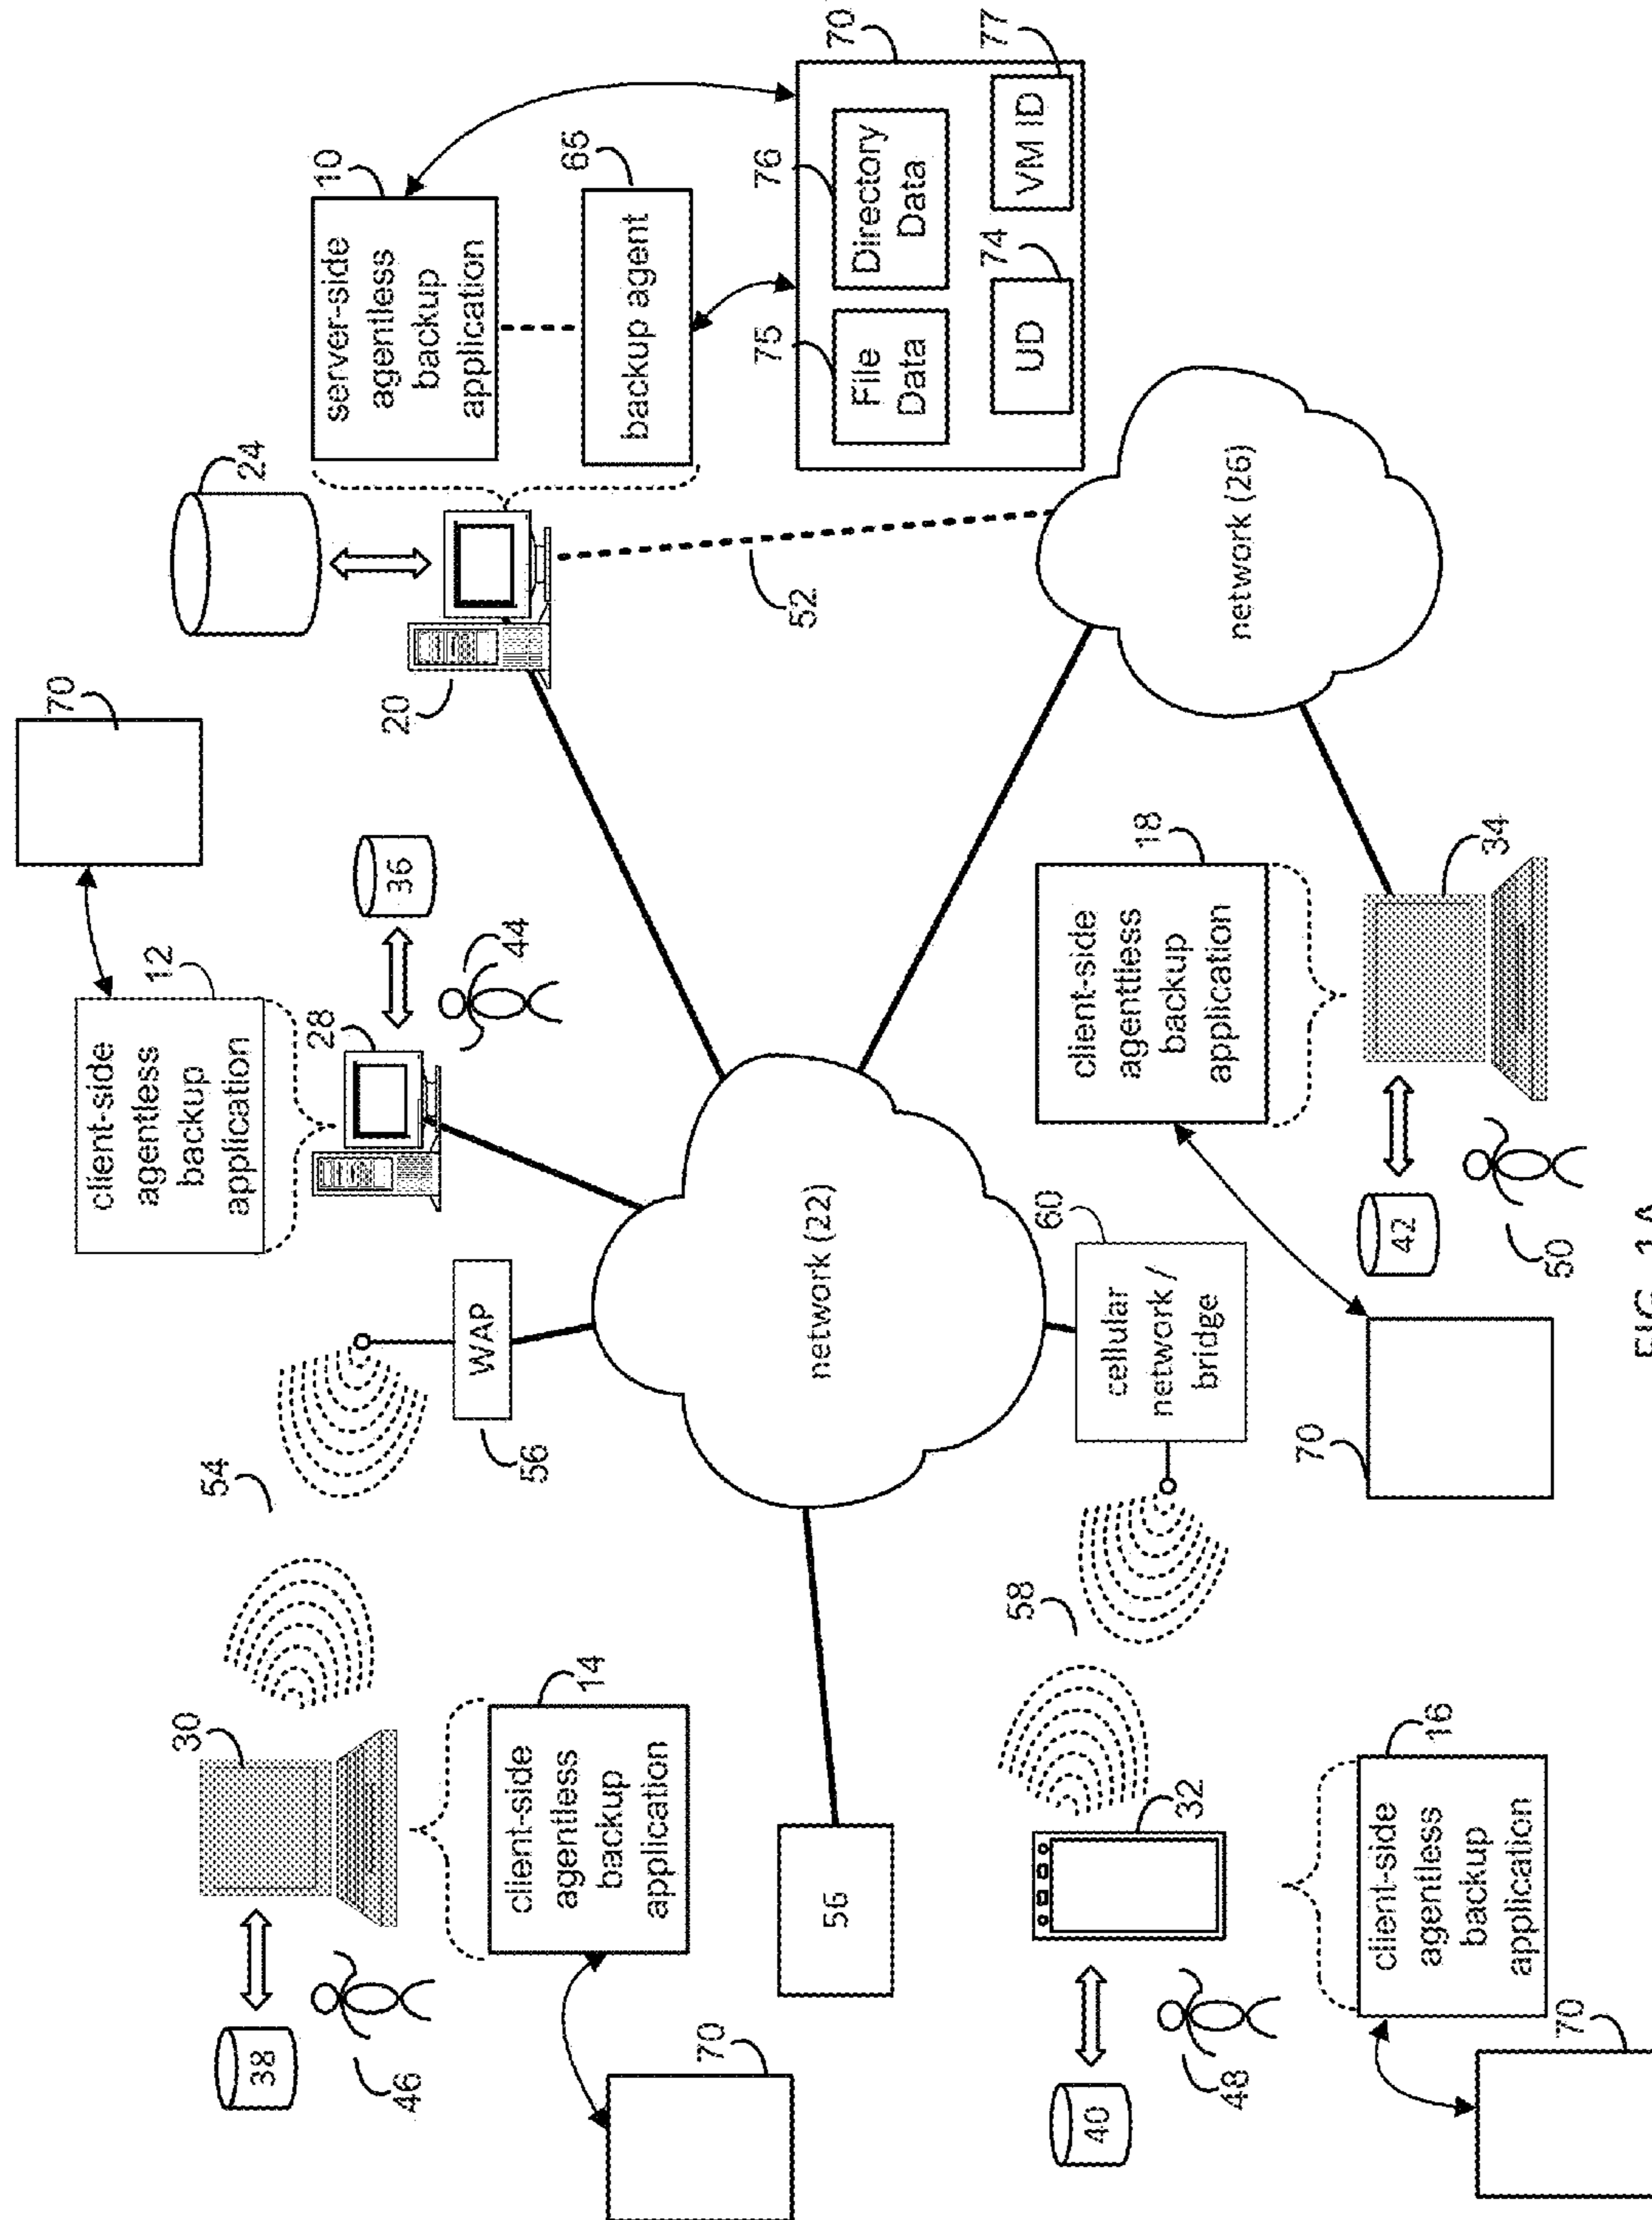 38
46
30
54
client-side
agentless
backup
application
14
70
WAP
56
client-side
agentless
backup
application
12
70
28
36
44
24
20
server-side
agentless
backup
application
10
backup agent
65
52
70
File
Data
75
Directory
Data
76
UD
74
VM ID
77
network (22)
56
40
48
32
58
cellular
network /
bridge
60
client-side
agentless
backup
application
16
70
client-side
agentless
backup
application
18
70
network (26)
42
50
34
FIG. 1A